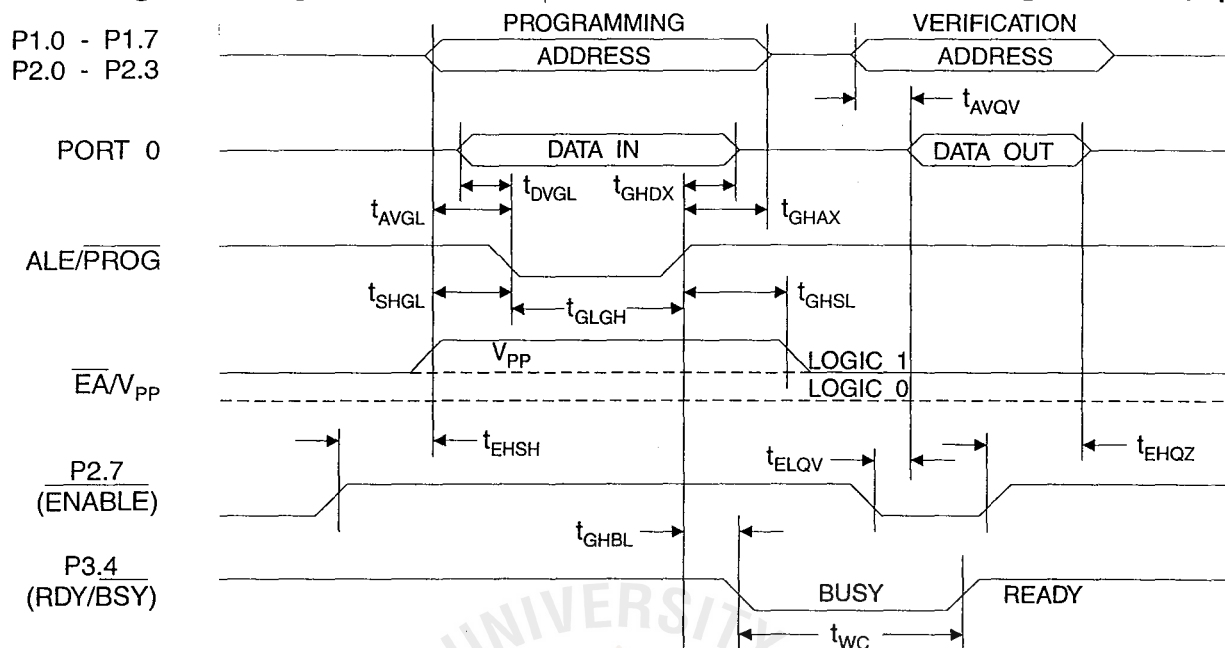 PROGRAMMING
VERIFICATION
P1.0 - P1.7
P2.0 - P2.3
ADDRESS
ADDRESS
tAVQV
PORT 0
DATA IN
DATA OUT
tDVGL
tGHDX
tAVGL
tGHAX
ALE/PROG
tSHGL
tGLGH
tGHSL
VPP
LOGIC 1
EA/VPP
LOGIC 0
tEHSH
tELQV
tEHQZ
P2.7
(ENABLE)
tGHBL
P3.4
(RDY/BSY)
BUSY
READY
UNIVERSITY
tWC